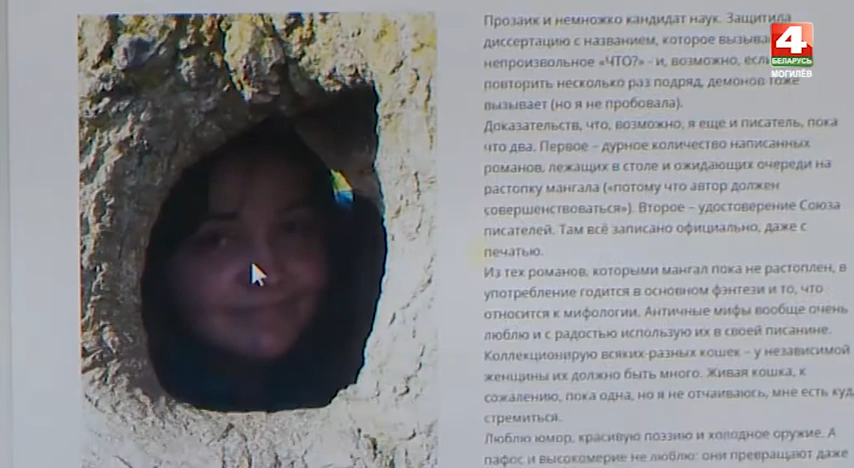 Прозаик и немножко кандидат наук. Защитила
диссертацию с названием, которое вызыва
непроизвольное «ЧТО?» - и, возможно, если
повторить несколько раз подряд, демонов тоже
вызывает (но я не пробовала).
Доказательств, что, возможно, я еще и писатель, пока
что два. Первое – дурное количество написанных
романов, лежащих в столе и ожидающих очереди на
растопку мангала («потому что автор должен
совершенствоваться»). Второе – удостоверение Союза
писателей. Там всё записано официально, даже с
печатью.
Из тех романов, которыми мангал пока не растоплен, в
употребление годится в основном фэнтези и то, что
относится к мифологии. Античные мифы вообще очень
люблю и с радостью использую их в своей писанине.
Коллекционирую всяких-разных кошек – у независимой
женщины их должно быть много. Живая кошка, к
сожалению, пока одна, но я не отчаиваюсь, мне есть куд
стремиться.
Люблю юмор, красивую поэзию и холодное оружие. А
пафос и высокомерие не люблю: они превращают даже
4
БЕЛАРУСЬ
МОГИЛЁВ